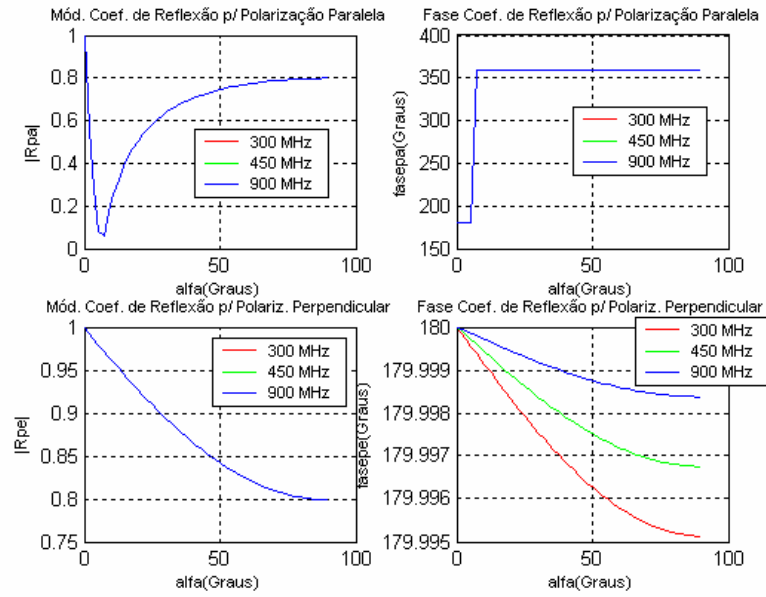 Mód. Coef. de Reflexão p/ Polarização Paralela
1
0.8
0.6
0.4
0.2
0
|Rpa|
300 MHz
450 MHz
900 MHz
0
50
100
alfa(Graus)
Fase Coef. de Reflexão p/ Polarização Paralela
400
350
300
250
200
150
fasepa(Graus)
300 MHz
450 MHz
900 MHz
0
50
100
alfa(Graus)
Mód. Coef. de Reflexão p/ Polariz. Perpendicular
1
0.95
0.9
0.85
0.8
0.75
|Rpe|
300 MHz
450 MHz
900 MHz
0
50
100
alfa(Graus)
Fase Coef. de Reflexão p/ Polariz. Perpendicular
180
179.999
179.998
179.997
179.996
179.995
fasepe(Graus)
300 MHz
450 MHz
900 MHz
0
50
100
alfa(Graus)